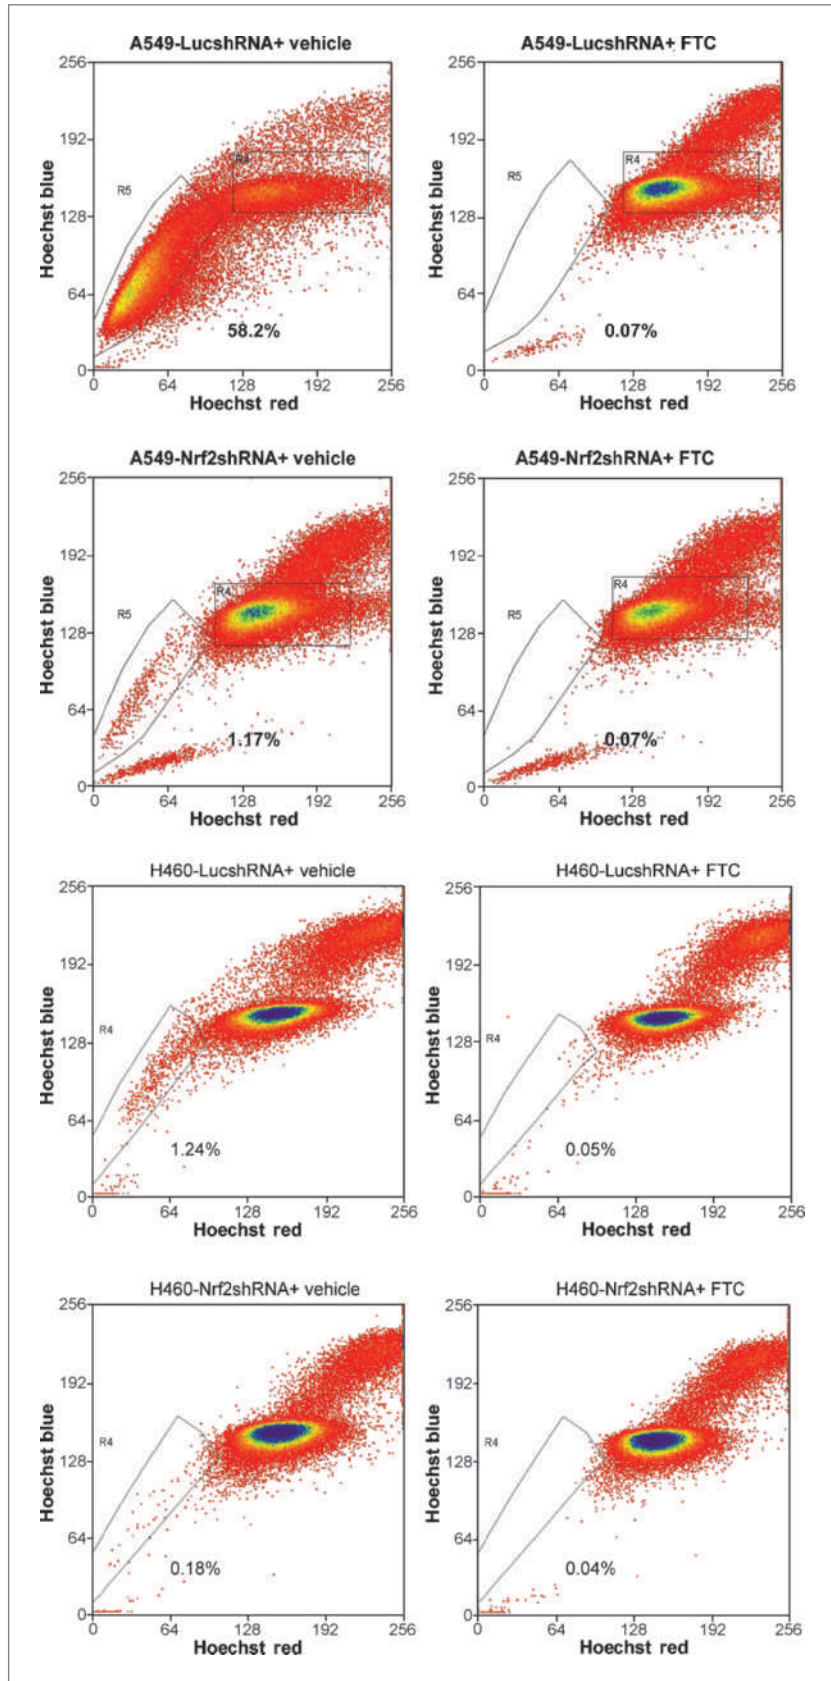 A549-LucshRNA+ vehicle
256
192
128
64
0
Hoechst blue
R5
R4
58.2%
0 64 128 192 256
Hoechst red
A549-LucshRNA+ FTC
256
192
128
64
0
Hoechst blue
R5
R4
0.07%
0 64 128 192 256
Hoechst red
A549-Nrf2shRNA+ vehicle
256
192
128
64
0
Hoechst blue
R5
R4
1.17%
0 64 128 192 256
Hoechst red
A549-Nrf2shRNA+ FTC
256
192
128
64
0
Hoechst blue
R5
R4
0.07%
0 64 128 192 256
Hoechst red
H460-LucshRNA+ vehicle
256
192
128
64
0
Hoechst blue
R4
1.24%
0 64 128 192 256
Hoechst red
H460-LucshRNA+ FTC
256
192
128
64
0
Hoechst blue
R4
0.05%
0 64 128 192 256
Hoechst red
H460-Nrf2shRNA+ vehicle
256
192
128
64
0
Hoechst blue
R4
0.18%
0 64 128 192 256
Hoechst red
H460-Nrf2shRNA+ FTC
256
192
128
64
0
Hoechst blue
R4
0.04%
0 64 128 192 256
Hoechst red